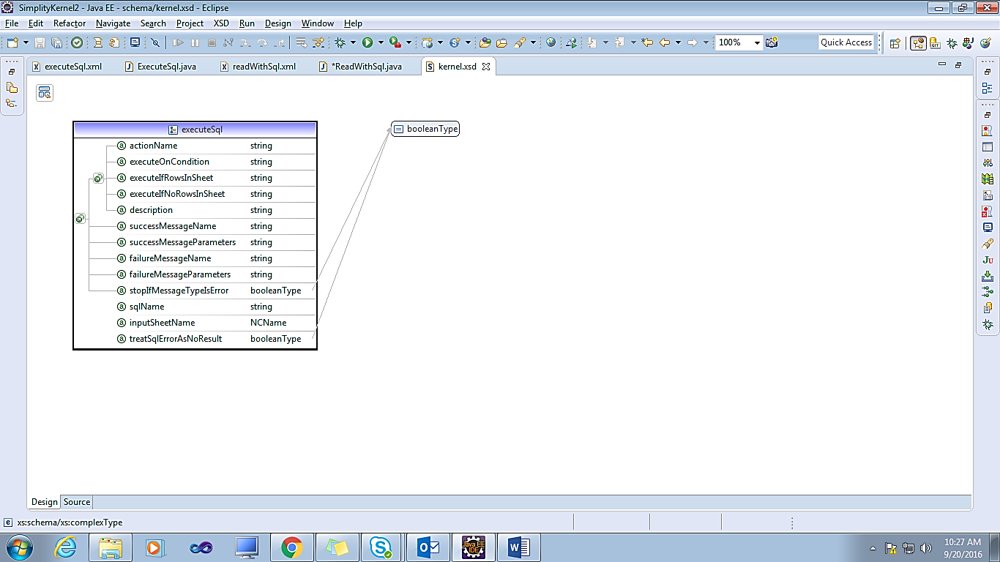 SimplityKernel2 - Java EE - schema/kernel.xsd - Eclipse
File Edit Refactor Navigate Search Project XSD Run Design Window Help
100% Quick Access
executeSql.xml ExecuteSql.java readWithSql.xml *ReadWithSql.java kernel.xsd
executeSql booleanType
actionName string
executeOnCondition string
executeIfRowsInSheet string
executeIfNoRowsInSheet string
description string
successMessageName string
successMessageParameters string
failureMessageName string
failureMessageParameters string
stopIfMessageTypeIsError booleanType
sqlName string
inputSheetName NCName
treatSqlErrorAsNoResult booleanType
Design Source
xs:schema/xs:complexType
10:27 AM
9/20/2016